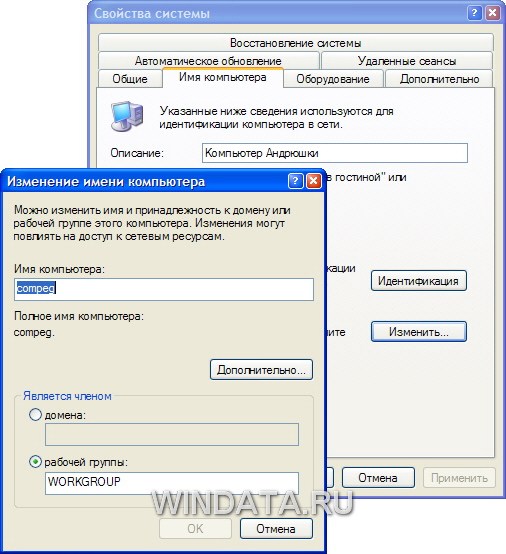 Свойства системы
Восстановление системы
Автоматическое обновление
Удаленные сеансы
Общие
Имя компьютера
Оборудование
Дополнительно
Указанные ниже сведения используются для
идентификации компьютера в сети.
Описание:
Компьютер Андрюшки
в гостиной" или
Идентификация
Изменить...
Отмена
Применить
Изменение имени компьютера
Можно изменить имя и принадлежность к домену или
рабочей группе этого компьютера. Изменения могут
повлиять на доступ к сетевым ресурсам.
Имя компьютера:
compeg
Полное имя компьютера:
compeg.
Дополнительно...
Является членом
домена:
рабочей группы:
WORKGROUP
OK
Отмена
WINDATA.RU